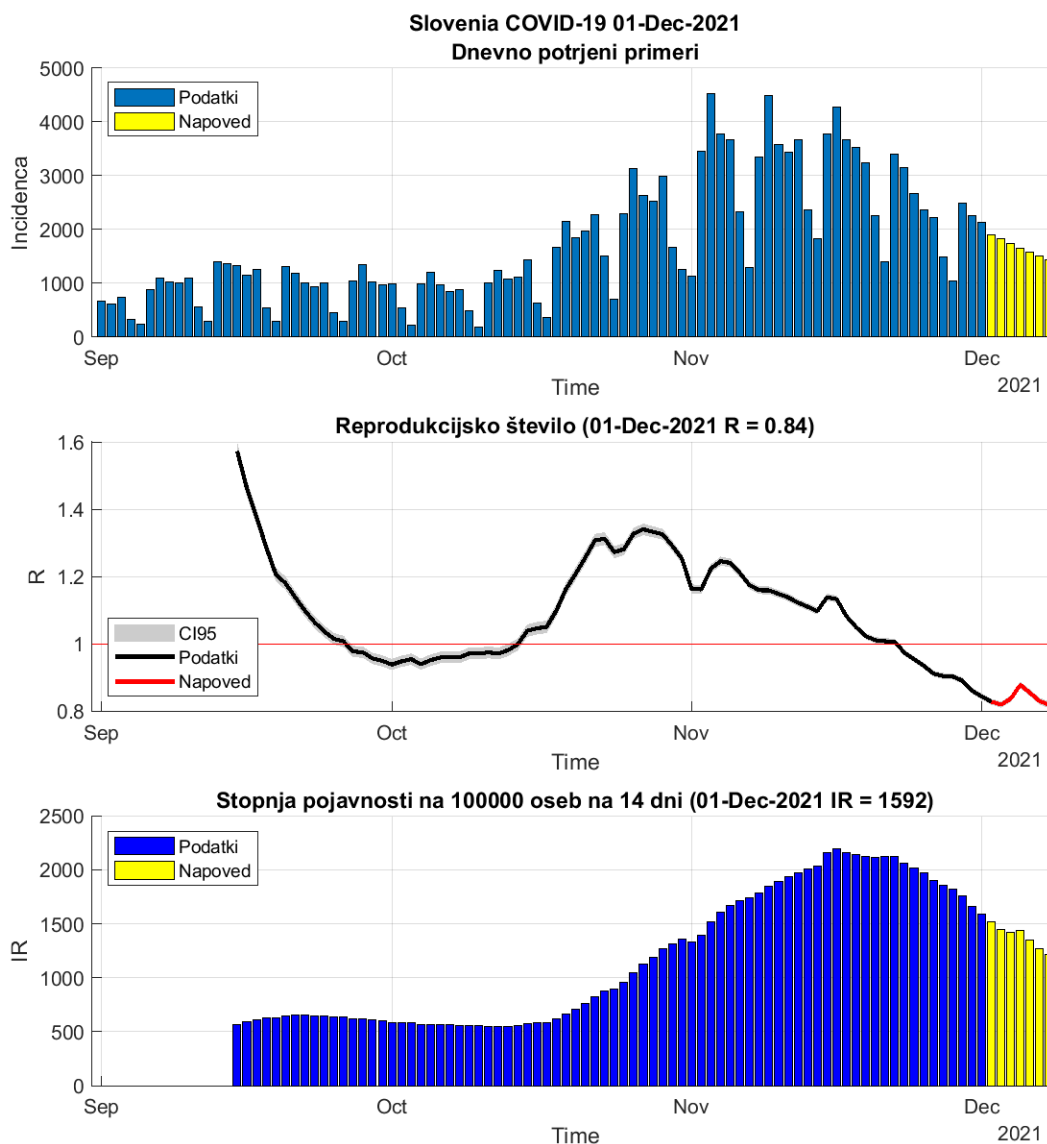 Slovenia COVID-19 01-Dec-2021
Dnevno potrjeni primeri
5000
4000
3000
2000
1000
0
Incidenca
Podatki
Napoved
Sep
Oct
Nov
Dec
Time
2021
Reprodukcijsko število (01-Dec-2021 R = 0.84)
1.6
1.4
1.2
1
0.8
R
CI95
Podatki
Napoved
Sep
Oct
Nov
Dec
Time
2021
Stopnja pojavnosti na 100000 oseb na 14 dni (01-Dec-2021 IR = 1592)
2500
2000
1500
1000
500
0
IR
Podatki
Napoved
Sep
Oct
Nov
Dec
Time
2021